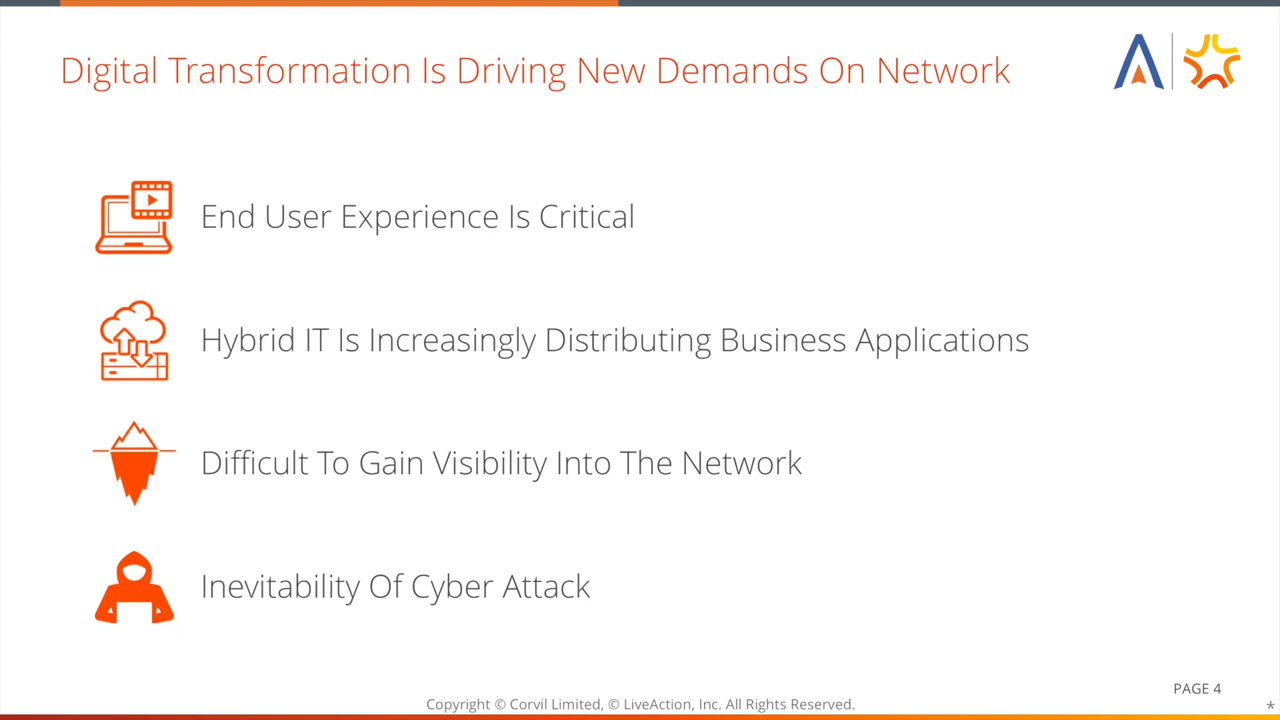 Digital Transformation Is Driving New Demands On Network
End User Experience Is Critical
Hybrid IT Is Increasingly Distributing Business Applications
Difficult To Gain Visibility Into The Network
Inevitability Of Cyber Attack
PAGE 4
Copyright © Corvil Limited, © LiveAction, Inc. All Rights Reserved.
*